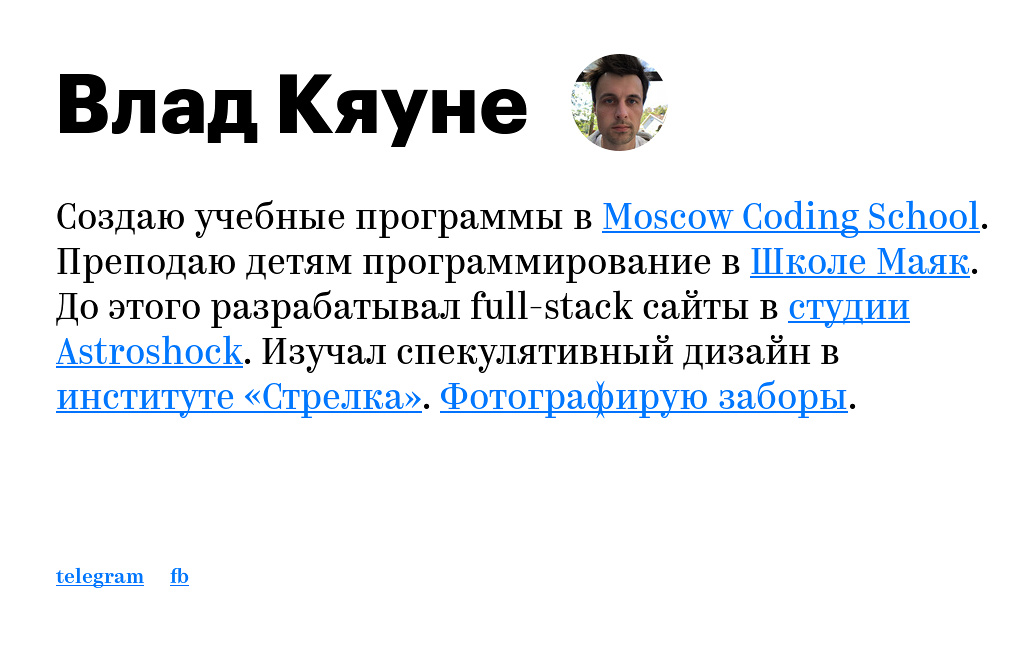 Влад Кяуне
Создаю учебные программы в Moscow Coding School.
Преподаю детям программирование в Школе Маяк.
До этого разрабатывал full-stack сайты в студии
Astroshock. Изучал спекулятивный дизайн в
институте «Стрелка». Фотографирую заборы.
telegram fb